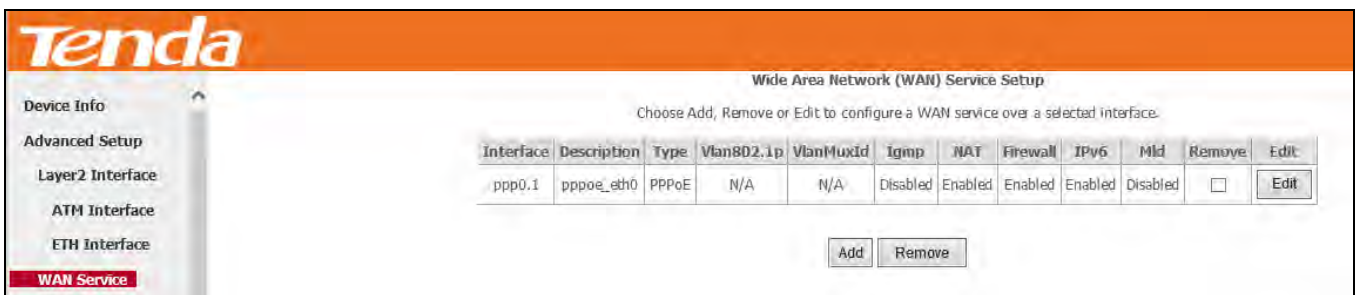 Tenda
Device Info
Advanced Setup
Layer2 Interface
ATM Interface
ETH Interface
WAN Service
Wide Area Network (WAN) Service Setup
Choose Add, Remove or Edit to configure a WAN service over a selected interface.
Interface Description Type Vlan802.1p VlanMuxId Igmp NAT Firewall IPv6 Mld Remove Edit
ppp0.1 pppoe_eth0 PPPoE N/A N/A Disabled Enabled Enabled Enabled Disabled Edit
Add Remove